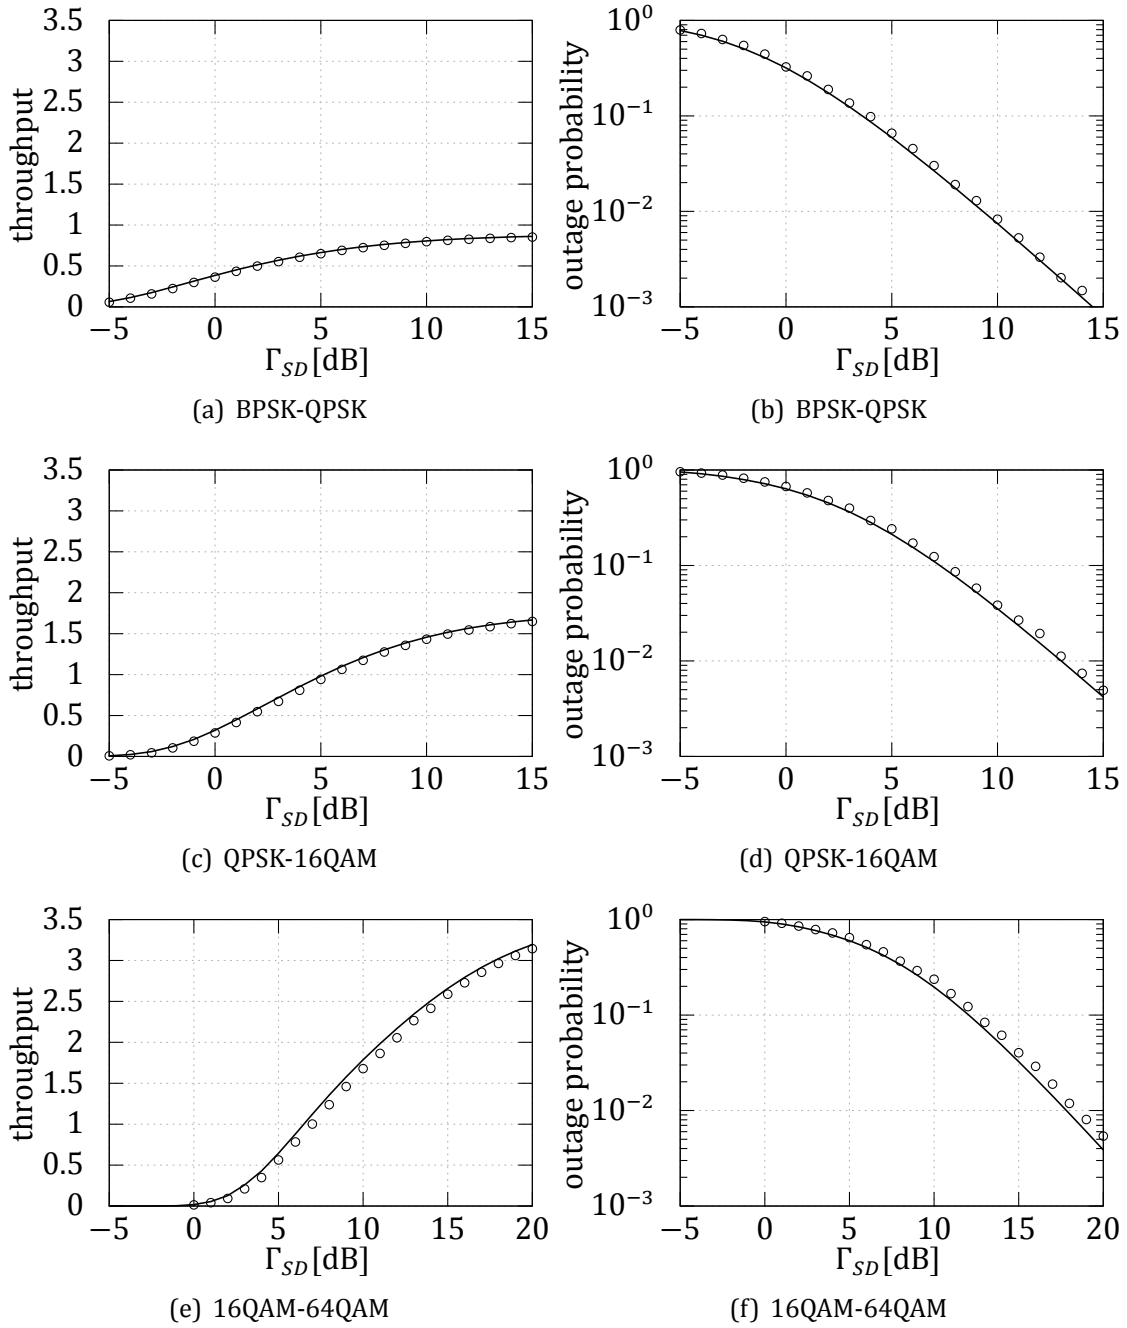 throughput
3.5
3
2.5
2
1.5
1
0.5
0
−5 0 5 10 15
Γ_SD[dB]
(a) BPSK-QPSK
outage probability
10^0
10^−1
10^−2
10^−3
−5 0 5 10 15
Γ_SD[dB]
(b) BPSK-QPSK
throughput
3.5
3
2.5
2
1.5
1
0.5
0
−5 0 5 10 15
Γ_SD[dB]
(c) QPSK-16QAM
outage probability
10^0
10^−1
10^−2
10^−3
−5 0 5 10 15
Γ_SD[dB]
(d) QPSK-16QAM
throughput
3.5
3
2.5
2
1.5
1
0.5
0
−5 0 5 10 15 20
Γ_SD[dB]
(e) 16QAM-64QAM
outage probability
10^0
10^−1
10^−2
10^−3
−5 0 5 10 15 20
Γ_SD[dB]
(f) 16QAM-64QAM